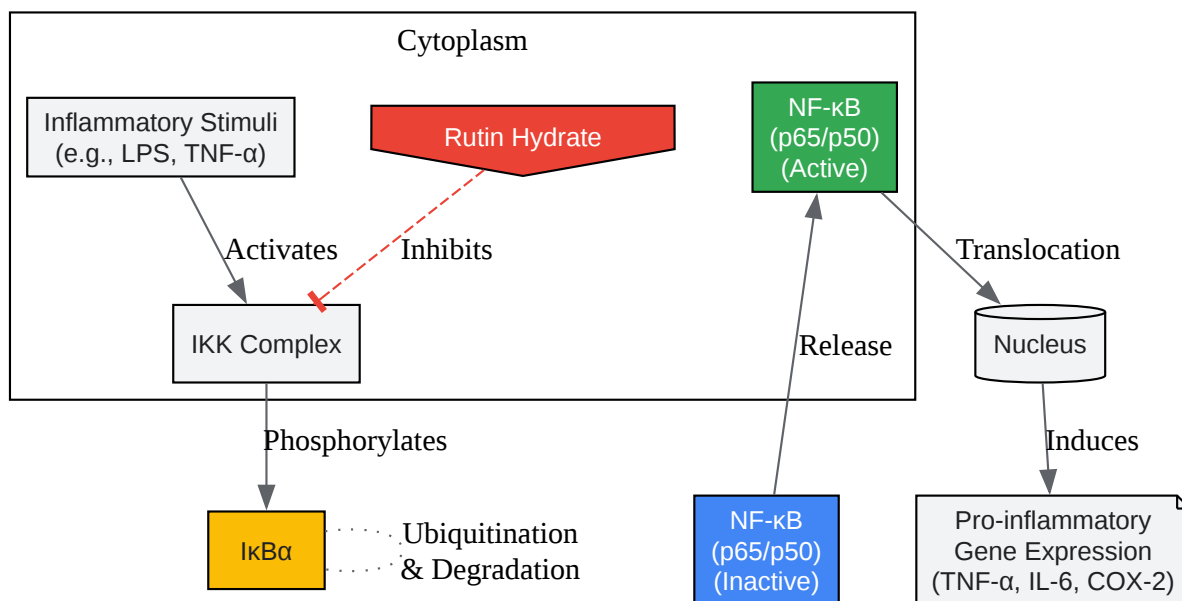 Cytoplasm
Inflammatory Stimuli
(e.g., LPS, TNF-α)
Rutin Hydrate
NF-κB
(p65/p50)
(Active)
Activates
Inhibits
Translocation
IKK Complex
Release
Nucleus
Phosphorylates
Induces
IκBα
Ubiquitination
& Degradation
NF-κB
(p65/p50)
(Inactive)
Pro-inflammatory
Gene Expression
(TNF-α, IL-6, COX-2)